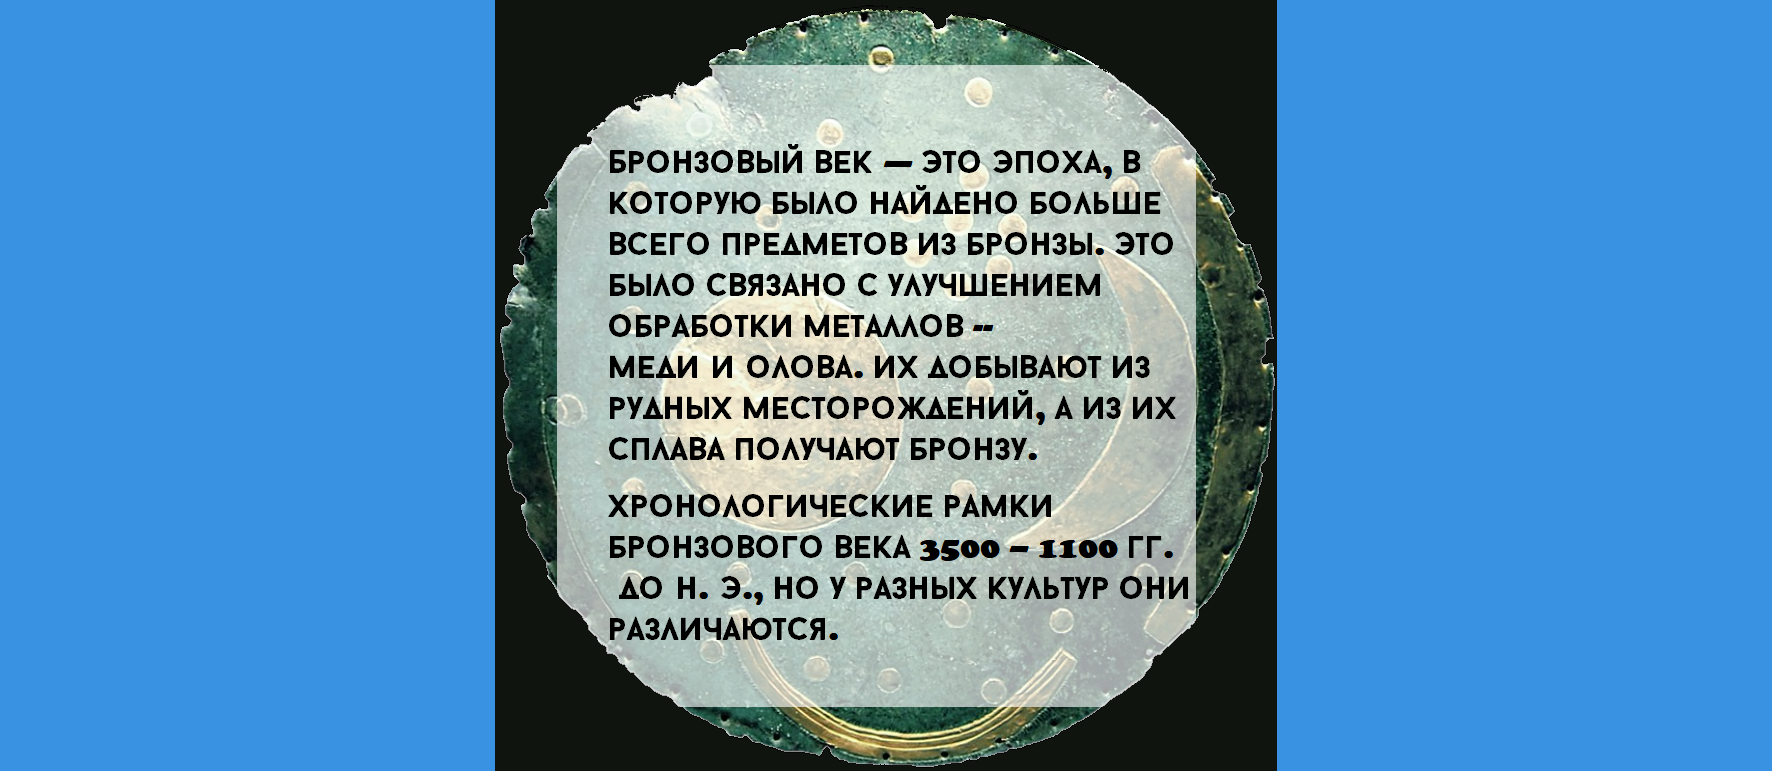 БРОНЗОВЫЙ ВЕК — ЭТО ЭПОХА, В
КОТОРУЮ БЫЛО НАЙДЕНО БОЛЬШЕ
ВСЕГО ПРЕДМЕТОВ ИЗ БРОНЗЫ. ЭТО
БЫЛО СВЯЗАНО С УЛУЧШЕНИЕМ
ОБРАБОТКИ МЕТАЛЛОВ --
МЕДИ И ОЛОВА. ИХ ДОБЫВАЮТ ИЗ
РУДНЫХ МЕСТОРОЖДЕНИЙ, А ИЗ ИХ
СПЛАВА ПОЛУЧАЮТ БРОНЗУ.
ХРОНОЛОГИЧЕСКИЕ РАМКИ
БРОНЗОВОГО ВЕКА 3500 – 1100 ГГ.
ДО Н. Э., НО У РАЗНЫХ КУЛЬТУР ОНИ
РАЗЛИЧАЮТСЯ.